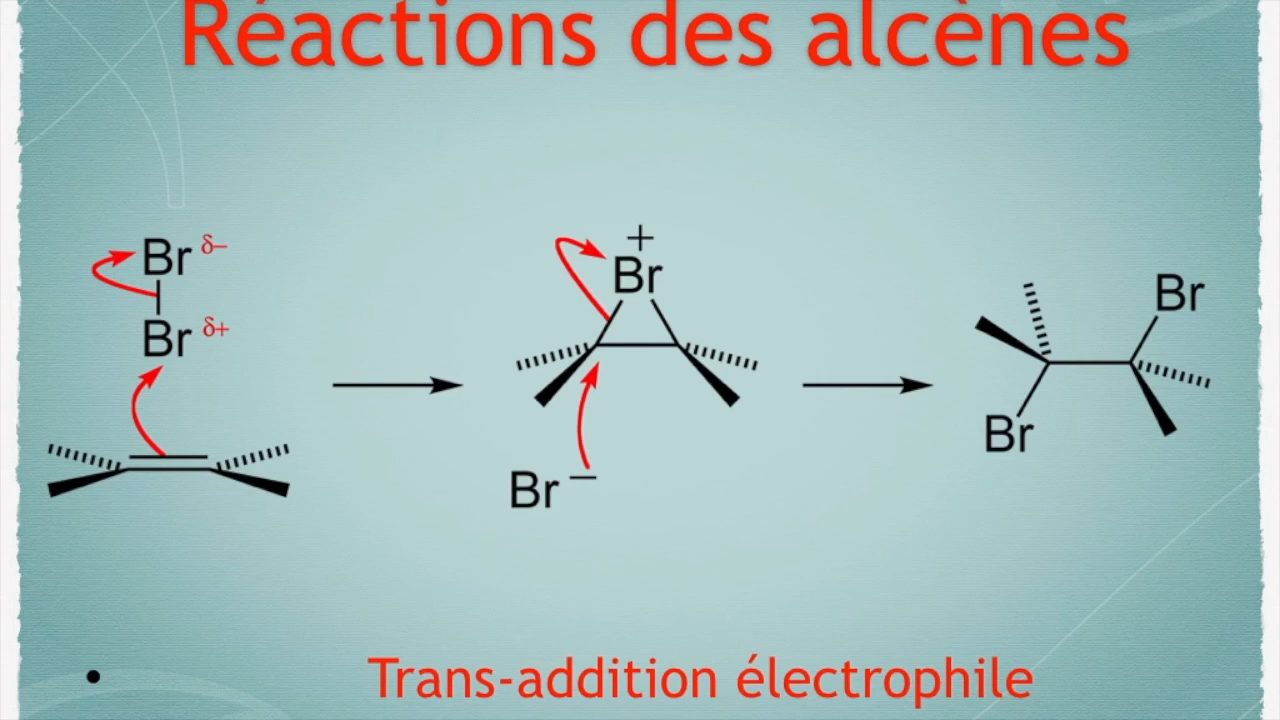 Réactions des alcènes
Br δ–
Br δ+
+
Br
Br –
Br
Br
• Trans-addition électrophile